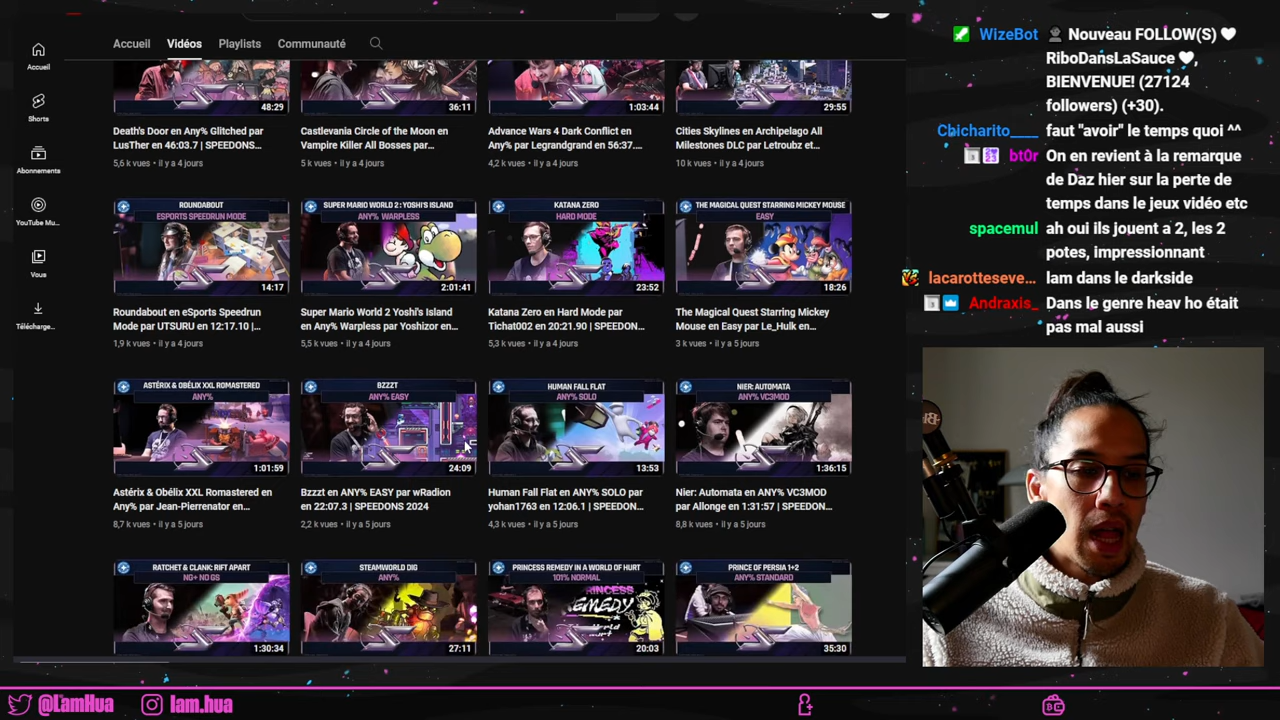 Accueil
Vidéos
Playlists
Communauté
Accueil
Shorts
Abonnements
YouTube Mu...
Vous
Télécharge...
48:29
36:11
1:03:44
29:55
Death's Door en Any% Glitched par
LusTher en 46:03.7 | SPEEDONS...
5,6 k vues • il y a 4 jours
Castlevania Circle of the Moon en
Vampire Killer All Bosses par...
5 k vues • il y a 4 jours
Advance Wars 4 Dark Conflict en
Any% par Legrandgrand en 56:37....
4,2 k vues • il y a 4 jours
Cities Skylines en Archipelago All
Milestones DLC par Letroubz et...
10 k vues • il y a 4 jours
ROUNDABOUT
ESPORTS SPEEDRUN MODE
14:17
SUPER MARIO WORLD 2 : YOSHI'S ISLAND
ANY% WARPLESS
2:01:41
KATANA ZERO
HARD MODE
23:52
THE MAGICAL QUEST STARRING MICKEY MOUSE
EASY
18:26
Roundabout en eSports Speedrun
Mode par UTSURU en 12:17.10 |...
1,9 k vues • il y a 4 jours
Super Mario World 2 Yoshi's Island
en Any% Warpless par Yoshizor en...
5,5 k vues • il y a 4 jours
Katana Zero en Hard Mode par
Tichat002 en 20:21.90 | SPEEDON...
5,3 k vues • il y a 4 jours
The Magical Quest Starring Mickey
Mouse en Easy par Le_Hulk en...
3 k vues • il y a 5 jours
ASTÉRIX & OBÉLIX XXL ROMASTERED
ANY%
1:01:59
BZZZT
ANY% EASY
24:09
HUMAN FALL FLAT
ANY% SOLO
13:53
NIER: AUTOMATA
ANY% VC3MOD
1:36:15
Astérix & Obélix XXL Romastered en
Any% par Jean-Pierrenator en...
8,7 k vues • il y a 5 jours
Bzzzt en ANY% EASY par wRadion
en 22:07.3 | SPEEDONS 2024
2,2 k vues • il y a 5 jours
Human Fall Flat en ANY% SOLO par
yohan1763 en 12:06.1 | SPEEDON...
4,3 k vues • il y a 5 jours
Nier: Automata en ANY% VC3MOD
par Allonge en 1:31:57 | SPEEDON...
8,8 k vues • il y a 5 jours
RATCHET & CLANK: RIFT APART
NG+ NO GS
1:30:34
STEAMWORLD DIG
ANY%
27:11
PRINCESS REMEDY IN A WORLD OF HURT
101% NORMAL
20:03
PRINCE OF PERSIA 1+2
ANY% STANDARD
35:30
WizeBot Nouveau FOLLOW(S)
RiboDansLaSauce ,
BIENVENUE! (27124
followers) (+30).
Chicharito____ faut "avoir" le temps quoi ^^
bt0r On en revient à la remarque
de Daz hier sur la perte de
temps dans le jeux vidéo etc
spacemul ah oui ils jouent a 2, les 2
potes, impressionnant
lacarotteseve... lam dans le darkside
Andraxis_ Dans le genre heav ho était
pas mal aussi
@LamHua
lam.hua